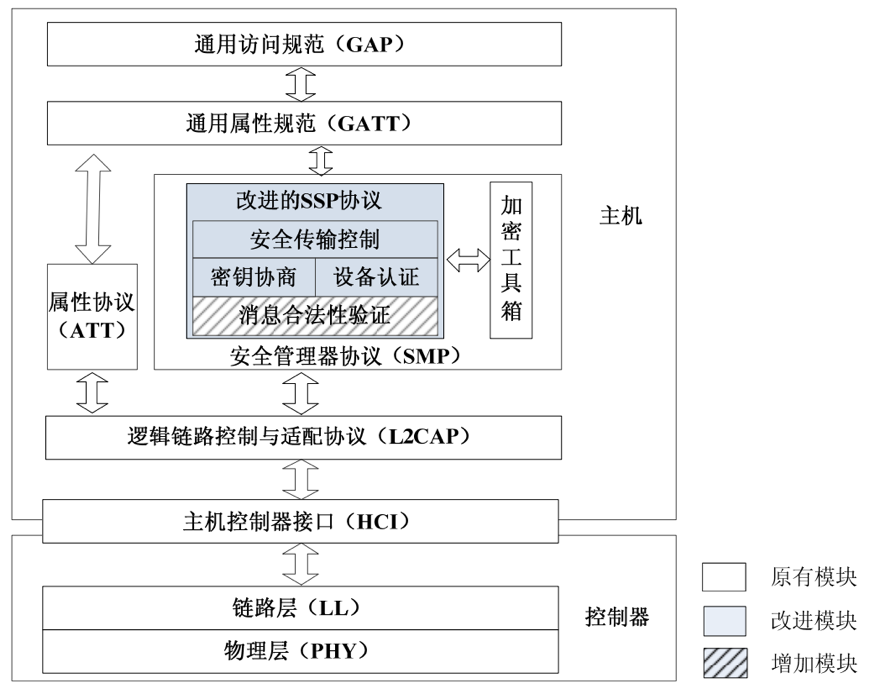 通用访问规范（GAP）
通用属性规范（GATT）
改进的SSP协议
安全传输控制
密钥协商
设备认证
消息合法性验证
加密工具箱
主机
属性协议
（ATT）
安全管理器协议（SMP）
逻辑链路控制与适配协议（L2CAP）
主机控制器接口（HCI）
链路层（LL）
物理层（PHY）
控制器
原有模块
改进模块
增加模块